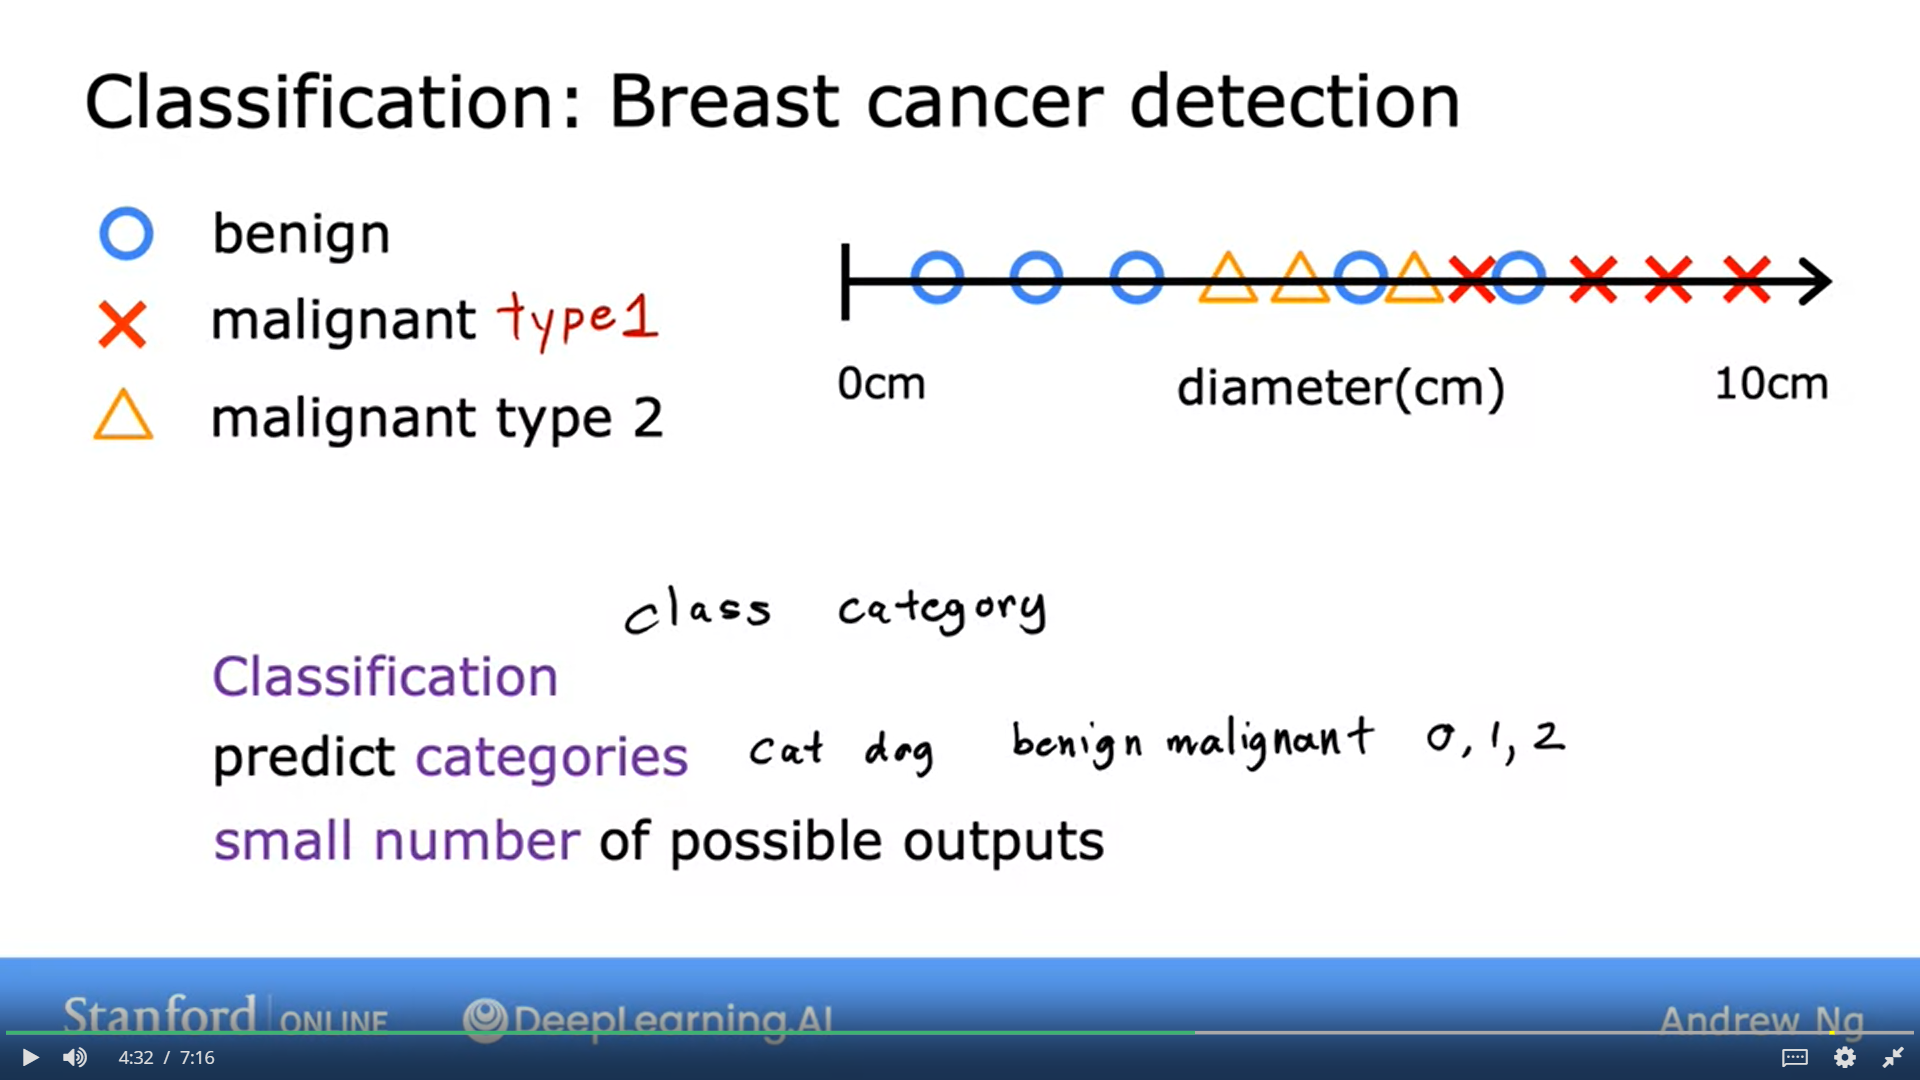 Classification: Breast cancer detection
benign
malignant type1
malignant type 2
0cm diameter(cm) 10cm
class category
Classification
predict categories cat dog benign malignant 0, 1, 2
small number of possible outputs
Stanford ONLINE DeepLearning.AI Andrew Ng
4:32 / 7:16